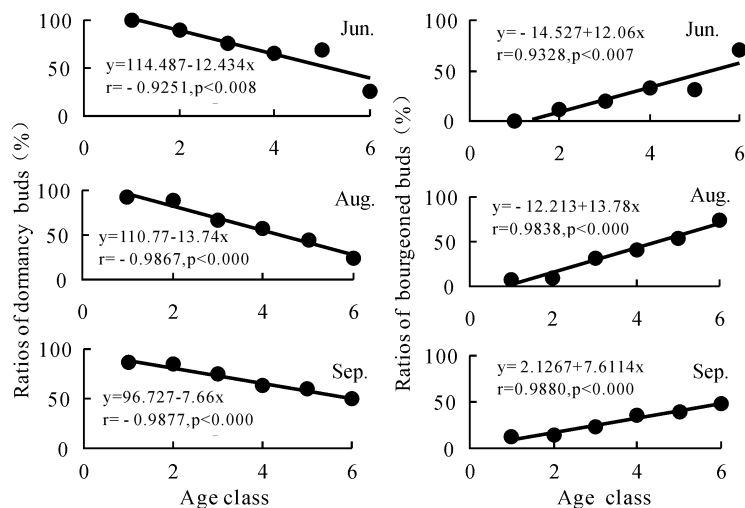 Ratios of dormancy buds (%)
100
50
0
Jun.
y=114.487-12.434x
r= - 0.9251,p<0.008
0 2 4 6
100
50
0
Aug.
y=110.77-13.74x
r= - 0.9867,p<0.000
0 2 4 6
100
50
0
Sep.
y=96.727-7.66x
r= - 0.9877,p<0.000
0 2 4 6
Age class
Ratios of bourgeoned buds (%)
100
50
0
Jun.
y= - 14.527+12.06x
r=0.9328,p<0.007
0 2 4 6
100
50
0
Aug.
y= - 12.213+13.78x
r=0.9838,p<0.000
0 2 4 6
100
50
0
Sep.
y= 2.1267+7.6114x
r=0.9880,p<0.000
0 2 4 6
Age class